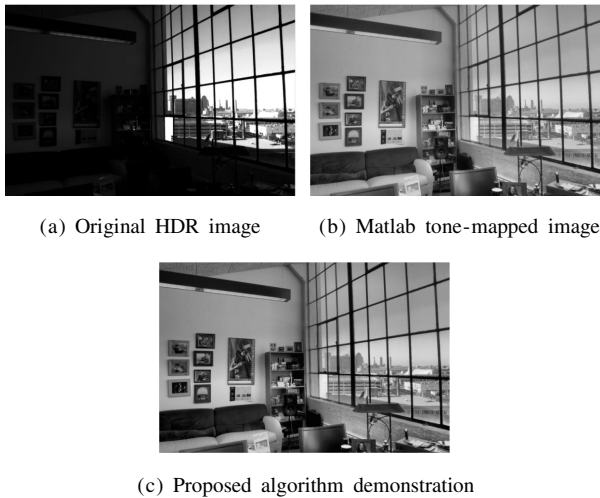 (a) Original HDR image
(b) Matlab tone-mapped image
(c) Proposed algorithm demonstration